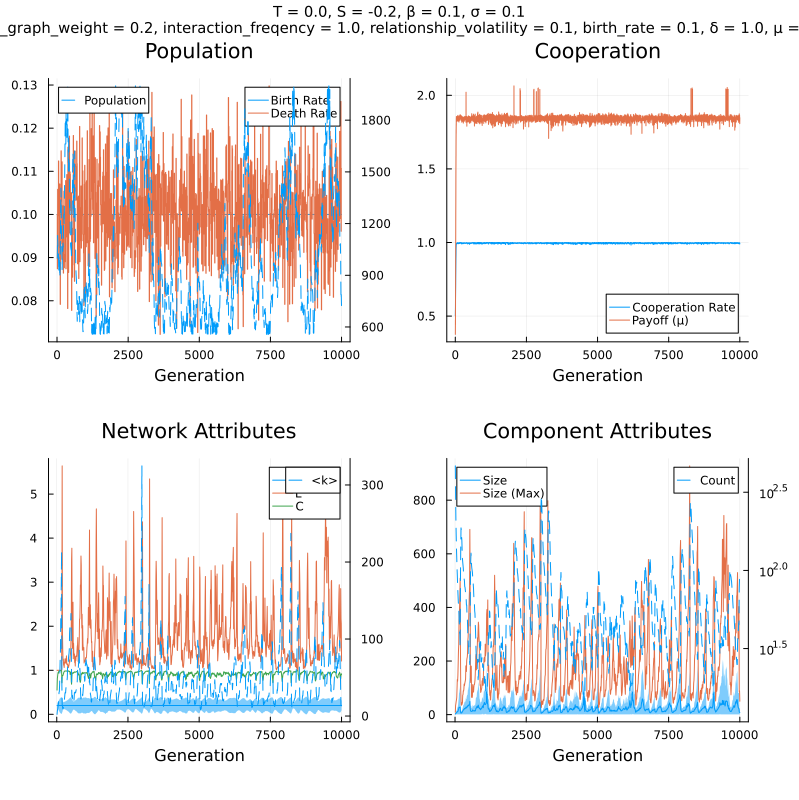 T = 0.0, S = -0.2, β = 0.1, σ = 0.1
_graph_weight = 0.2, interaction_freqency = 1.0, relationship_volatility = 0.1, birth_rate = 0.1, δ = 1.0, μ =
Population
Cooperation
0.13
0.12
0.11
0.10
0.09
0.08
Population
Birth Rate
Death Rate
1800
1500
1200
900
600
0
2500
5000
7500
10000
Generation
2.0
1.5
1.0
0.5
Cooperation Rate
Payoff (μ)
0
2500
5000
7500
10000
Generation
Network Attributes
Component Attributes
5
4
3
2
1
0
<k>
C
300
200
100
0
0
2500
5000
7500
10000
Generation
800
600
400
200
0
Size
Size (Max)
Count
10^2.5
10^2.0
10^1.5
0
2500
5000
7500
10000
Generation